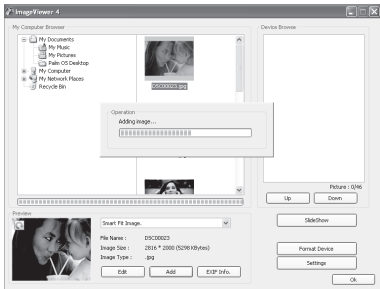 ImageViewer 4
My Computer Browser
Device Browse
My Documents
My Music
My Pictures
Palm OS Desktop
My Computer
My Network Places
Recycle Bin
DSC00023.jpg
Operation
Adding image...
Picture : 0/46
Up
Down
Preview
Smart Fit Image.
SlideShow
File Name : DSC00023
Image Size : 2816 * 2000 (5298 KBytes)
Image Type : .jpg
Format Device
Settings
Edit
Add
EXIF Info.
Ok